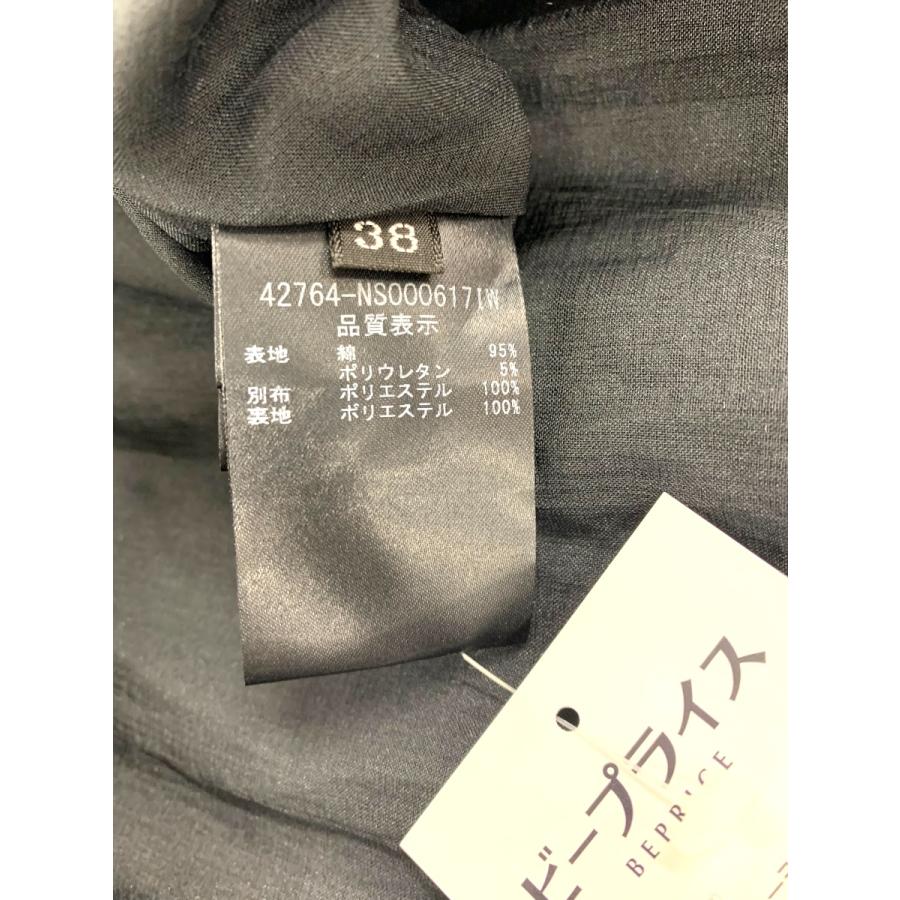 38
42764-NS000617IW
品質表示
表地 綿 95%
ポリウレタン 5%
別布 ポリエステル 100%
裏地 ポリエステル 100%
ビープライス
BEPRICE